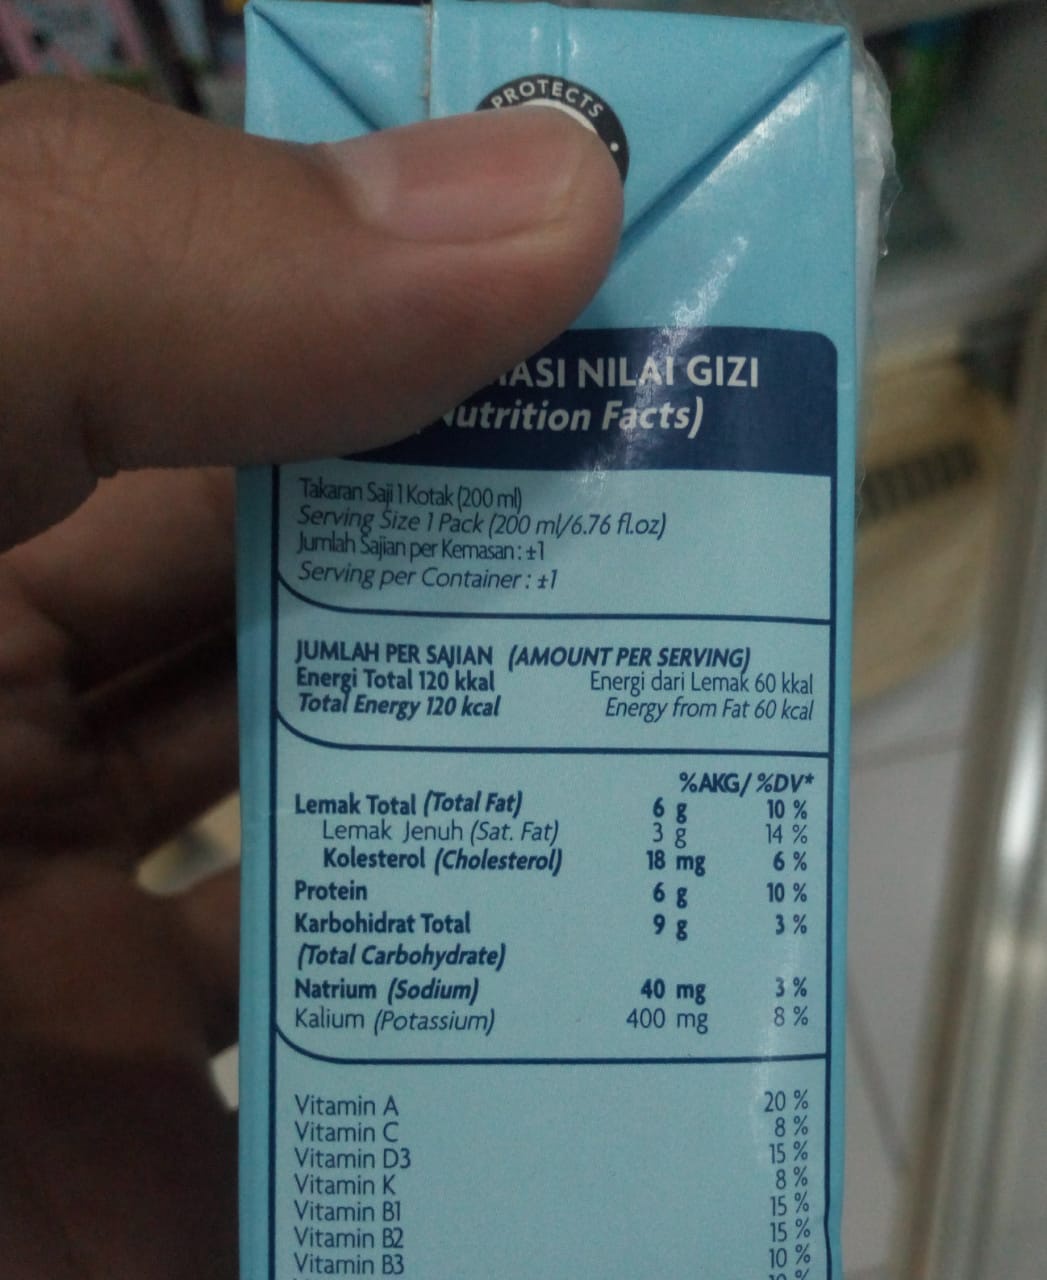 PROTECTS
NILAI GIZI
Facts)
Takaran Saji 1 Kotak (200 ml)
Serving Size 1 Pack (200 ml/6.76 fl.oz)
Jumlah Sajian per Kemasan : ±1
Serving per Container : ±1
JUMLAH PER SAJIAN (AMOUNT PER SERVING)
Energi Total 120 kkal Energi dari Lemak 60 kkal
Total Energy 120 kcal Energy from Fat 60 kcal
%AKG/ %DV*
Lemak Total (Total Fat) 6 g 10 %
Lemak Jenuh (Sat. Fat) 3 g 14 %
Kolesterol (Cholesterol) 18 mg 6 %
Protein 6 g 10 %
Karbohidrat Total 9 g 3 %
(Total Carbohydrate)
Natrium (Sodium) 40 mg 3 %
Kalium (Potassium) 400 mg 8 %
Vitamin A 20 %
Vitamin C 8 %
Vitamin D3 15 %
Vitamin K 8 %
Vitamin B1 15 %
Vitamin B2 15 %
Vitamin B3 10 %